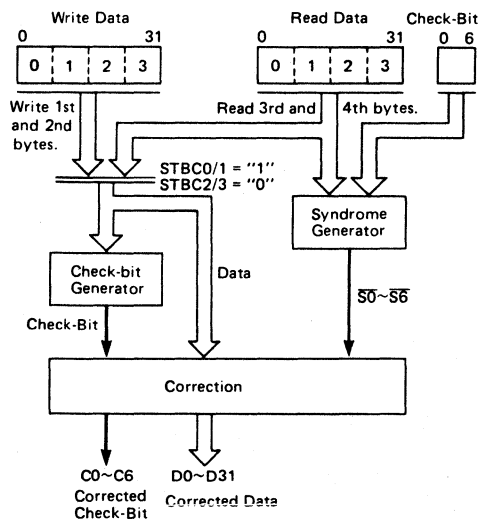 Write Data
Read Data
Check-Bit
0 31
0 31
0 6
0 1 2 3
0 1 2 3
Write 1st
and 2nd
bytes.
Read 3rd and 4th bytes.
STBC0/1 = "1"
STBC2/3 = "0"
Syndrome
Generator
Check-bit
Generator
Data
S0~S6
Check-Bit
Correction
C0~C6
Corrected
Check-Bit
D0~D31
Corrected Data